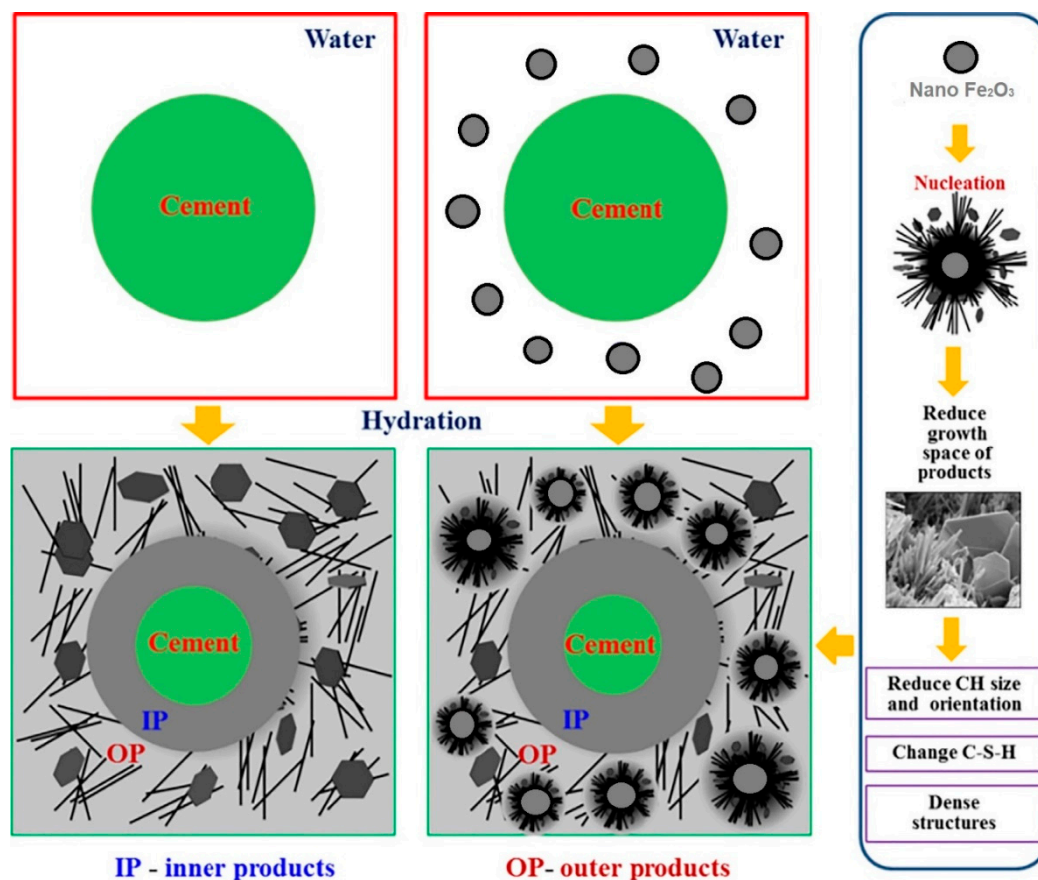 Water
Cement
Water
Cement
Hydration
Cement
IP
OP
Cement
IP
OP
IP - inner products
OP- outer products
Nano Fe₂O₃
Nucleation
Reduce
growth
space of
products
Reduce CH size
and orientation
Change C-S-H
Dense
structures